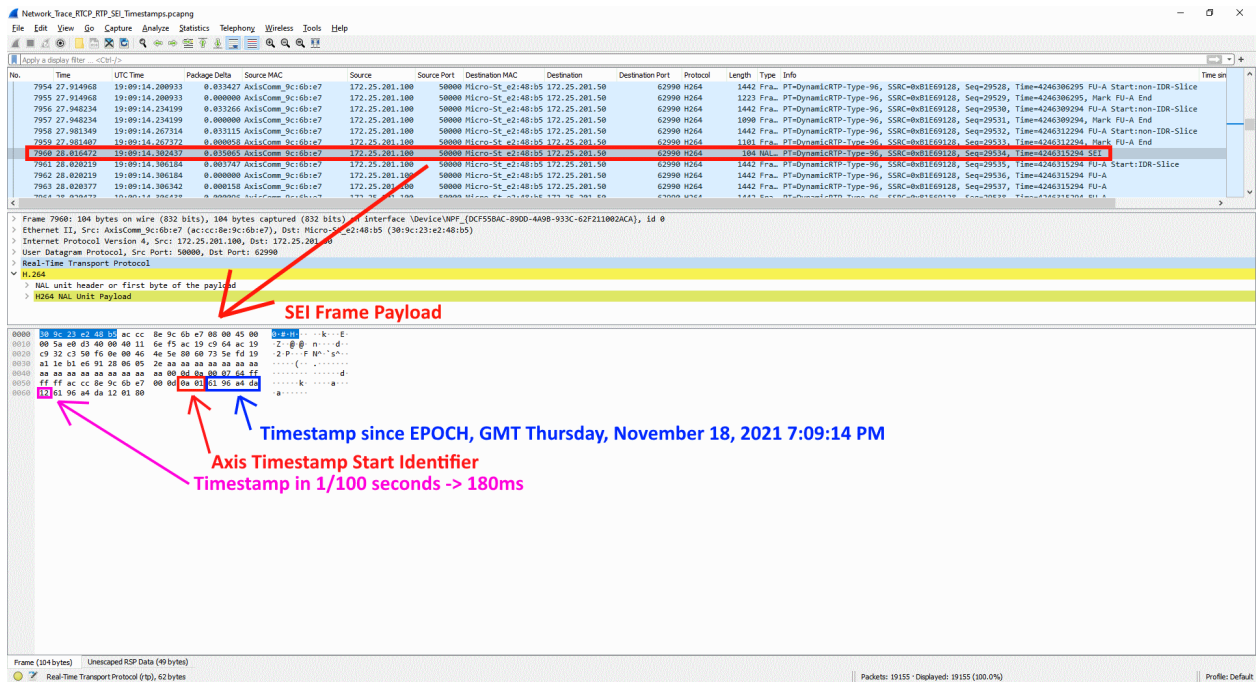 Network_Trace_RTCP_RTP_SEI_Timestamps.pcapng
File Edit View Go Capture Analyze Statistics Telephony Wireless Tools Help
Apply a display filter ... <Ctrl-/>
No. Time UTC Time Package Delta Source MAC Source Source Port Destination MAC Destination Destination Port Protocol Length Type Info Time sin
7954 27.914968 19:09:14.200933 0.033427 AxisComm_9c:6b:e7 172.25.201.100 50000 Micro-St_e2:48:b5 172.25.201.50 62990 H264 1442 Fra… PT=DynamicRTP-Type-96, SSRC=0xB1E69128, Seq=29528, Time=4246306295 FU-A Start:non-IDR-Slice
7955 27.914968 19:09:14.200933 0.000000 AxisComm_9c:6b:e7 172.25.201.100 50000 Micro-St_e2:48:b5 172.25.201.50 62990 H264 1223 Fra… PT=DynamicRTP-Type-96, SSRC=0xB1E69128, Seq=29529, Time=4246306295, Mark FU-A End
7956 27.948234 19:09:14.234199 0.033266 AxisComm_9c:6b:e7 172.25.201.100 50000 Micro-St_e2:48:b5 172.25.201.50 62990 H264 1442 Fra… PT=DynamicRTP-Type-96, SSRC=0xB1E69128, Seq=29530, Time=4246309294 FU-A Start:non-IDR-Slice
7957 27.948234 19:09:14.234199 0.000000 AxisComm_9c:6b:e7 172.25.201.100 50000 Micro-St_e2:48:b5 172.25.201.50 62990 H264 1090 Fra… PT=DynamicRTP-Type-96, SSRC=0xB1E69128, Seq=29531, Time=4246309294, Mark FU-A End
7958 27.981349 19:09:14.267314 0.033115 AxisComm_9c:6b:e7 172.25.201.100 50000 Micro-St_e2:48:b5 172.25.201.50 62990 H264 1442 Fra… PT=DynamicRTP-Type-96, SSRC=0xB1E69128, Seq=29532, Time=4246312294 FU-A Start:non-IDR-Slice
7959 27.981407 19:09:14.267372 0.000058 AxisComm_9c:6b:e7 172.25.201.100 50000 Micro-St_e2:48:b5 172.25.201.50 62990 H264 1101 Fra… PT=DynamicRTP-Type-96, SSRC=0xB1E69128, Seq=29533, Time=4246312294, Mark FU-A End
7960 28.016472 19:09:14.302437 0.035065 AxisComm_9c:6b:e7 172.25.201.100 50000 Micro-St_e2:48:b5 172.25.201.50 62990 H264 104 NAL… PT=DynamicRTP-Type-96, SSRC=0xB1E69128, Seq=29534, Time=4246315294 SEI
7961 28.020219 19:09:14.306184 0.003747 AxisComm_9c:6b:e7 172.25.201.100 50000 Micro-St_e2:48:b5 172.25.201.50 62990 H264 1442 Fra… PT=DynamicRTP-Type-96, SSRC=0xB1E69128, Seq=29535, Time=4246315294 FU-A Start:IDR-Slice
7962 28.020219 19:09:14.306184 0.000000 AxisComm_9c:6b:e7 172.25.201.100 50000 Micro-St_e2:48:b5 172.25.201.50 62990 H264 1442 Fra… PT=DynamicRTP-Type-96, SSRC=0xB1E69128, Seq=29536, Time=4246315294 FU-A
7963 28.020377 19:09:14.306342 0.000158 AxisComm_9c:6b:e7 172.25.201.100 50000 Micro-St_e2:48:b5 172.25.201.50 62990 H264 1442 Fra… PT=DynamicRTP-Type-96, SSRC=0xB1E69128, Seq=29537, Time=4246315294 FU-A
> Frame 7960: 104 bytes on wire (832 bits), 104 bytes captured (832 bits) on interface \Device\NPF_{DCF55BAC-89DD-4A9B-933C-62F211002ACA}, id 0
> Ethernet II, Src: AxisComm_9c:6b:e7 (ac:cc:8e:9c:6b:e7), Dst: Micro-St_e2:48:b5 (30:9c:23:e2:48:b5)
> Internet Protocol Version 4, Src: 172.25.201.100, Dst: 172.25.201.50
> User Datagram Protocol, Src Port: 50000, Dst Port: 62990
> Real-Time Transport Protocol
H.264
> NAL unit header or first byte of the payload
> H264 NAL Unit Payload
SEI Frame Payload
0000 30 9c 23 e2 48 b5 ac cc 8e 9c 6b e7 08 00 45 00 0·#·H··· ··k···E·
0010 00 5a e0 d3 40 00 40 11 6e f5 ac 19 c9 64 ac 19 ·Z··@·@· n····d··
0020 c9 32 c3 50 f6 0e 00 46 4e 5e 80 60 73 5e fd 19 ·2·P···F N^·`s^··
0030 a1 1e b1 e6 91 28 06 05 2e aa aa aa aa aa aa aa ·····(·· .·······
0040 aa aa aa aa aa aa aa aa aa 00 0d 0a 00 07 64 ff ········ ······d·
0050 ff ff ac cc 8e 9c 6b e7 00 0d 0a 01 61 96 a4 da ······k· ····a···
0060 12 61 96 a4 da 12 01 80 ·a······
Timestamp since EPOCH, GMT Thursday, November 18, 2021 7:09:14 PM
Axis Timestamp Start Identifier
Timestamp in 1/100 seconds -> 180ms
Frame (104 bytes) Unescaped RSP Data (49 bytes)
Real-Time Transport Protocol (rtp), 62 bytes Packets: 19155 · Displayed: 19155 (100.0%) Profile: Default